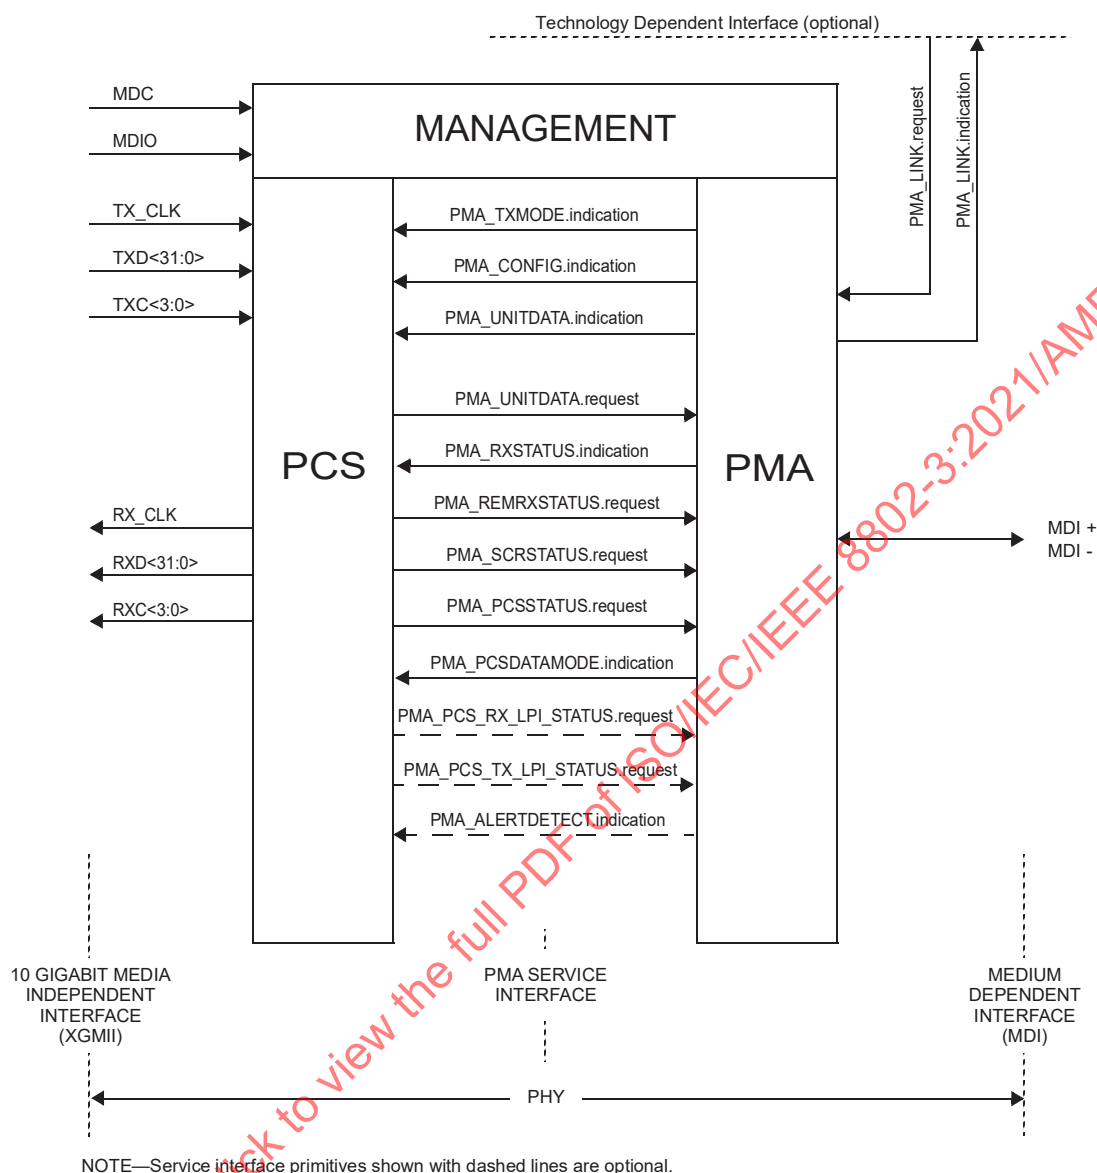 Technology Dependent Interface (optional)
MDC
MDIO
MANAGEMENT
PMA_LINK.request
PMA_LINK.indication
TX_CLK
TXD<31:0>
TXC<3:0>
PMA_TXMODE.indication
PMA_CONFIG.indication
PMA_UNITDATA.indication
PMA_UNITDATA.request
PCS
PMA_RXSTATUS.indication
PMA
PMA_REMRXSTATUS.request
RX_CLK
RXD<31:0>
RXC<3:0>
PMA_SCRSTATUS.request
PMA_PCSSTATUS.request
MDI +
MDI -
PMA_PCSDATAMODE.indication
PMA_PCS_RX_LPI_STATUS.request
PMA_PCS_TX_LPI_STATUS.request
PMA_ALERTDETECT.indication
10 GIGABIT MEDIA
INDEPENDENT
INTERFACE
(XGMII)
PMA SERVICE
INTERFACE
MEDIUM
DEPENDENT
INTERFACE
(MDI)
PHY
NOTE—Service interface primitives shown with dashed lines are optional.
to view the full PDF of ISO/IEC/IEEE 8802-3:2021/